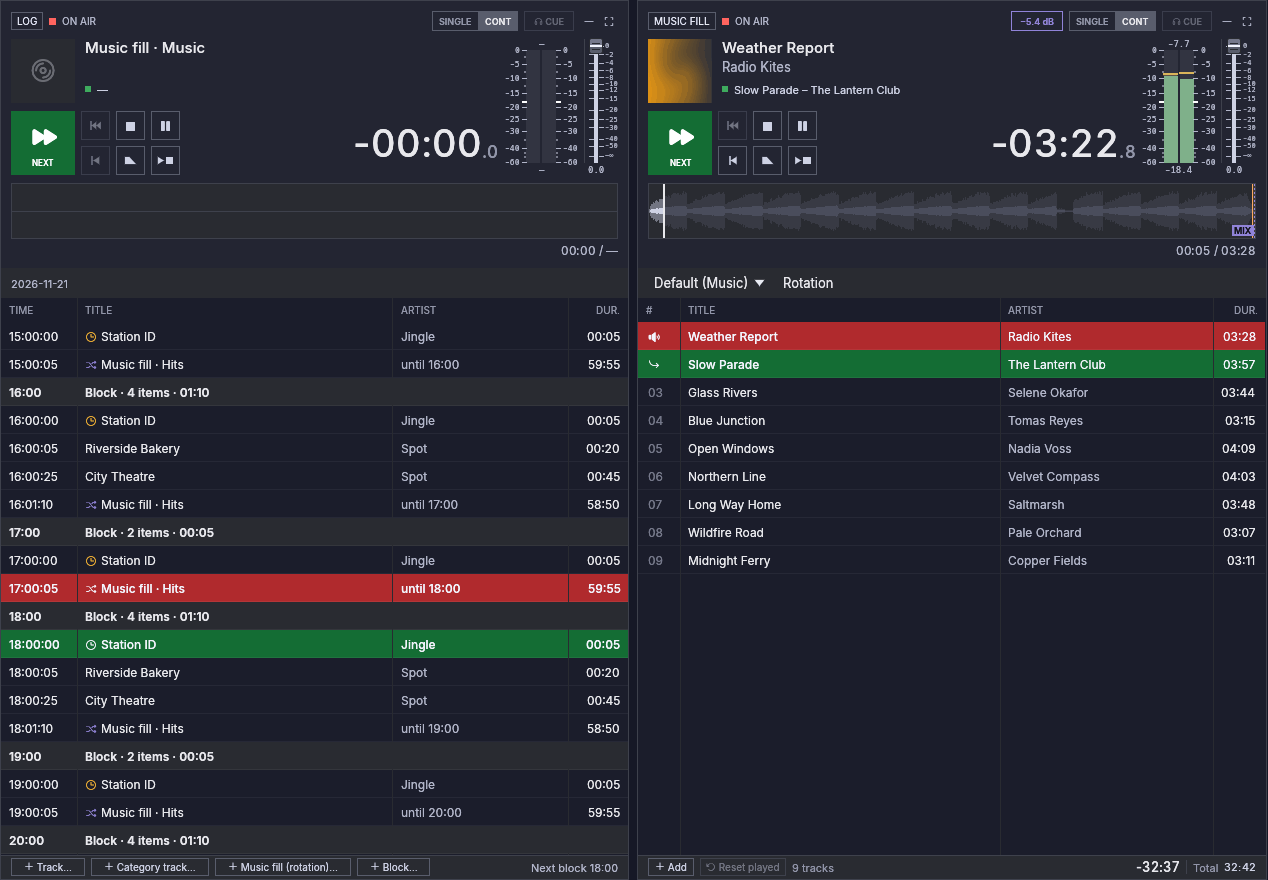 LOG ON AIR SINGLE CONT CUE
Music fill · Music
—
NEXT
-00:00.0
00:00 / —
2026-11-21
TIME TITLE ARTIST DUR.
15:00:00 Station ID Jingle 00:05
15:00:05 Music fill · Hits until 16:00 59:55
16:00 Block · 4 items · 01:10
16:00:00 Station ID Jingle 00:05
16:00:05 Riverside Bakery Spot 00:20
16:00:25 City Theatre Spot 00:45
16:01:10 Music fill · Hits until 17:00 58:50
17:00 Block · 2 items · 00:05
17:00:00 Station ID Jingle 00:05
17:00:05 Music fill · Hits until 18:00 59:55
18:00 Block · 4 items · 01:10
18:00:00 Station ID Jingle 00:05
18:00:05 Riverside Bakery Spot 00:20
18:00:25 City Theatre Spot 00:45
18:01:10 Music fill · Hits until 19:00 58:50
19:00 Block · 2 items · 00:05
19:00:00 Station ID Jingle 00:05
19:00:05 Music fill · Hits until 20:00 59:55
20:00 Block · 4 items · 01:10
+ Track... + Category track... + Music fill (rotation)... + Block... Next block 18:00
MUSIC FILL ON AIR −5.4 dB SINGLE CONT CUE
Weather Report
Radio Kites
Slow Parade – The Lantern Club
NEXT
-03:22.8
-7.7
-18.4
0.0
MIX
00:05 / 03:28
Default (Music) Rotation
# TITLE ARTIST DUR.
Weather Report Radio Kites 03:28
Slow Parade The Lantern Club 03:57
03 Glass Rivers Selene Okafor 03:44
04 Blue Junction Tomas Reyes 03:15
05 Open Windows Nadia Voss 04:09
06 Northern Line Velvet Compass 04:03
07 Long Way Home Saltmarsh 03:48
08 Wildfire Road Pale Orchard 03:07
09 Midnight Ferry Copper Fields 03:11
+ Add Reset played 9 tracks -32:37 Total 32:42